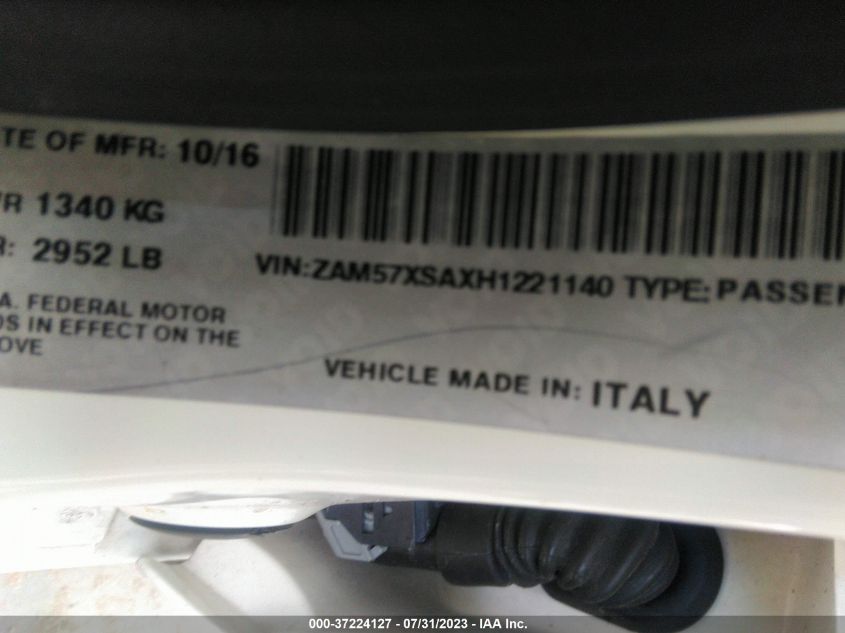 TE OF MFR: 10/16
VR 1340 KG
R: 2952 LB
VIN:ZAM57XSAXH1221140 TYPE: PASSEN
A. FEDERAL MOTOR
DS IN EFFECT ON THE
OVE
VEHICLE MADE IN: ITALY
000-37224127 - 07/31/2023 - IAA Inc.